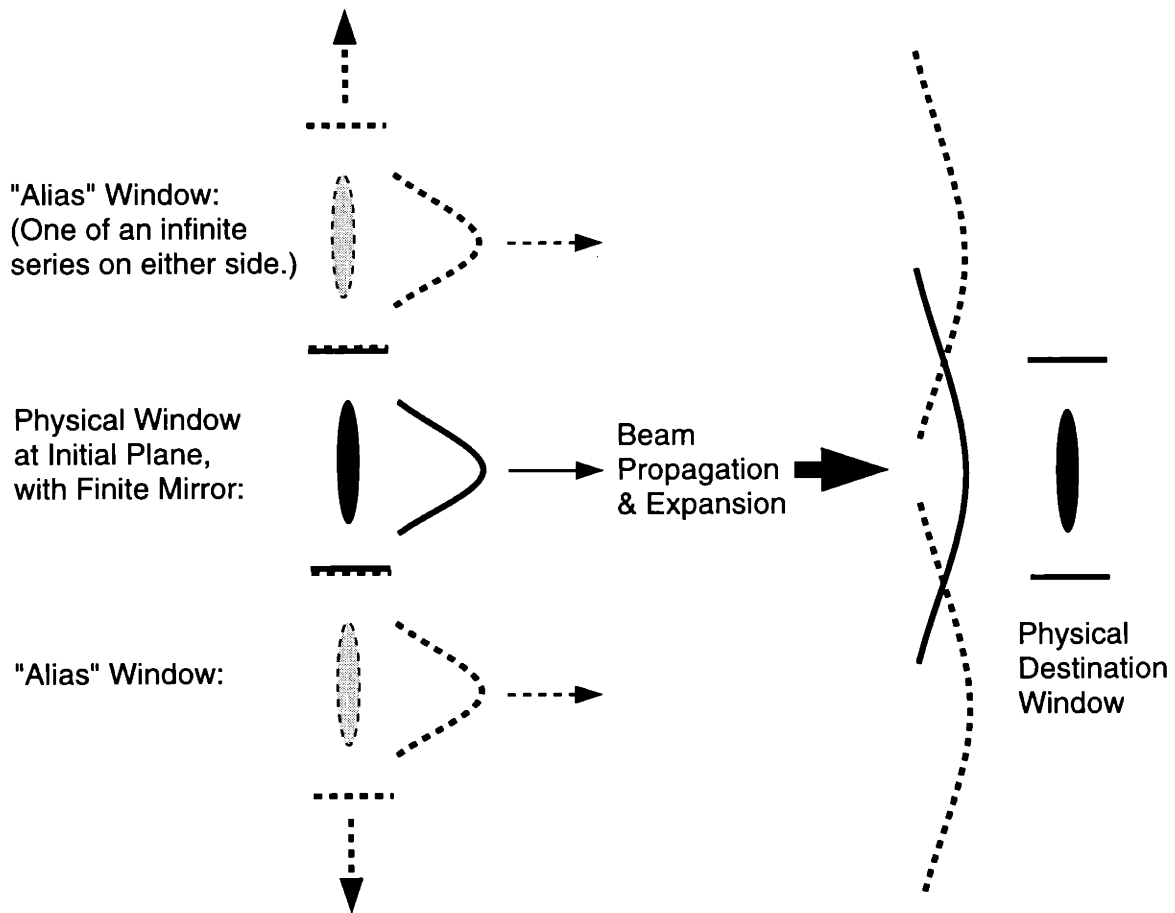 "Alias" Window:
(One of an infinite
series on either side.)
Physical Window
at Initial Plane,
with Finite Mirror:
Beam
Propagation
& Expansion
"Alias" Window:
Physical
Destination
Window